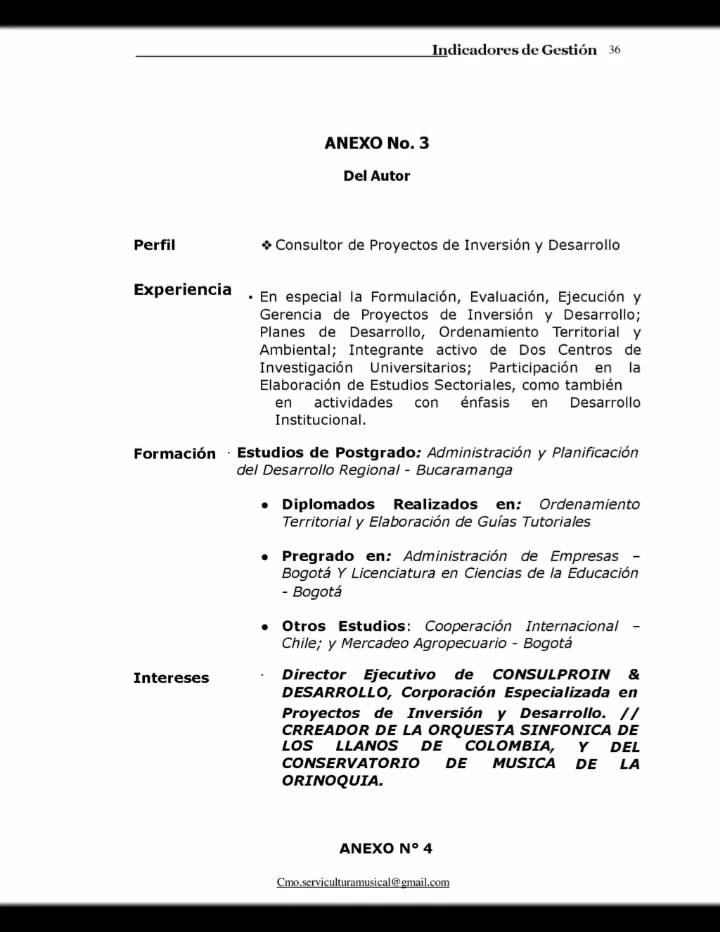 Indicadores de Gestión 36
ANEXO No. 3
Del Autor
Perfil ❖ Consultor de Proyectos de Inversión y Desarrollo
Experiencia ▪ En especial la Formulación, Evaluación, Ejecución y
Gerencia de Proyectos de Inversión y Desarrollo;
Planes de Desarrollo, Ordenamiento Territorial y
Ambiental; Integrante activo de Dos Centros de
Investigación Universitarios; Participación en la
Elaboración de Estudios Sectoriales, como también
en actividades con énfasis en Desarrollo
Institucional.
Formación · Estudios de Postgrado: Administración y Planificación
del Desarrollo Regional - Bucaramanga
● Diplomados Realizados en: Ordenamiento
Territorial y Elaboración de Guías Tutoriales
● Pregrado en: Administración de Empresas –
Bogotá Y Licenciatura en Ciencias de la Educación
- Bogotá
● Otros Estudios: Cooperación Internacional –
Chile; y Mercadeo Agropecuario - Bogotá
Intereses · Director Ejecutivo de CONSULPROIN &
DESARROLLO, Corporación Especializada en
Proyectos de Inversión y Desarrollo. //
CRREADOR DE LA ORQUESTA SINFONICA DE
LOS LLANOS DE COLOMBIA, Y DEL
CONSERVATORIO DE MUSICA DE LA
ORINOQUIA.
ANEXO N° 4
Cmo.serviculturamusical@gmail.com